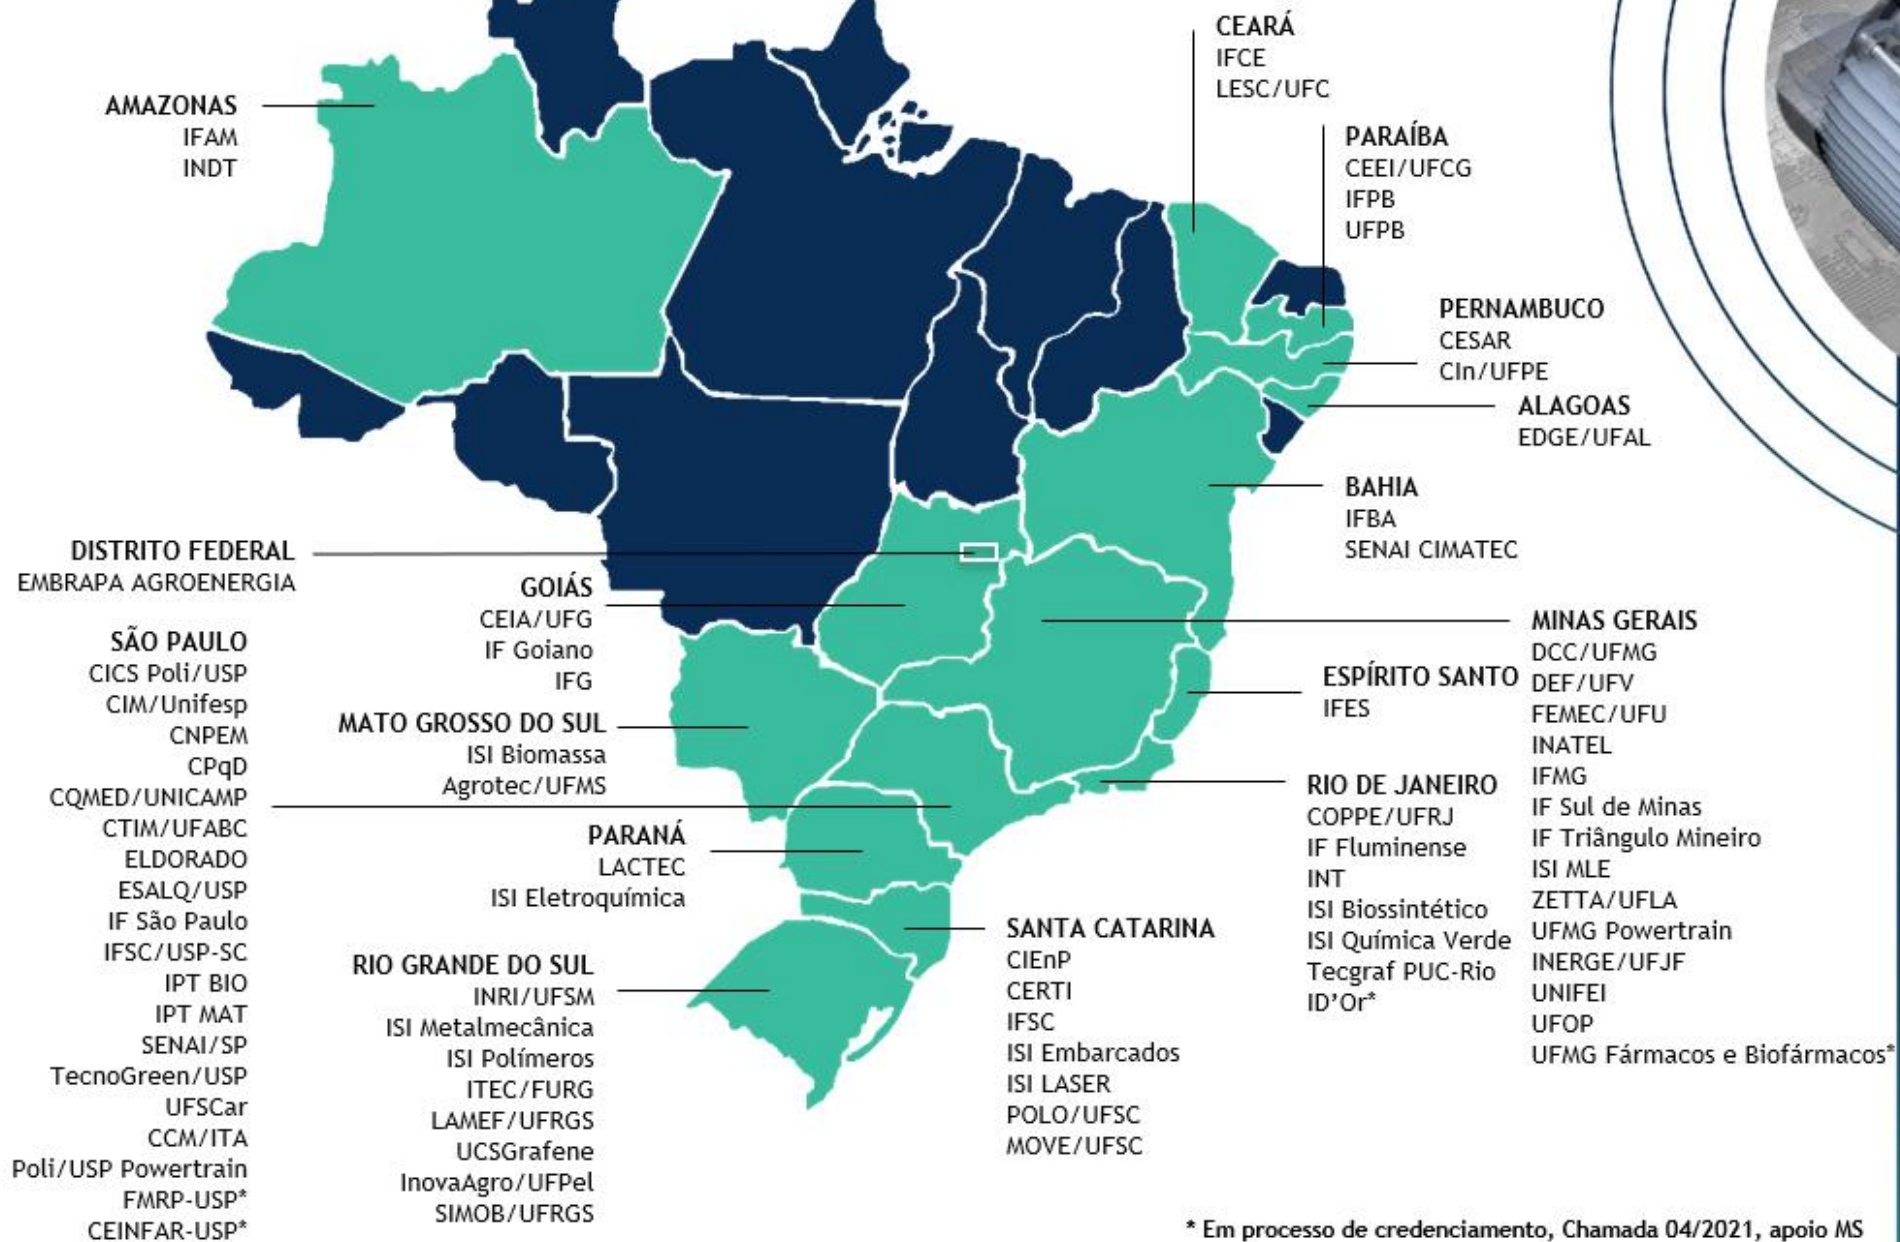 AMAZONAS
IFAM
INDT
CEARÁ
IFCE
LESC/UFC
PARAÍBA
CEEI/UFCG
IFPB
UFPB
PERNAMBUCO
CESAR
CIn/UFPE
ALAGOAS
EDGE/UFAL
BAHIA
IFBA
SENAI CIMATEC
DISTRITO FEDERAL
EMBRAPA AGROENERGIA
GOIÁS
CEIA/UFG
IF Goiano
IFG
SÃO PAULO
CICS Poli/USP
CIM/Unifesp
CNPEM
CPqD
CQMED/UNICAMP
CTIM/UFABC
ELDORADO
ESALQ/USP
IF São Paulo
IFSC/USP-SC
IPT BIO
IPT MAT
SENAI/SP
TecnoGreen/USP
UFSCar
CCM/ITA
Poli/USP Powertrain
FMRP-USP*
CEINFAR-USP*
MATO GROSSO DO SUL
ISI Biomassa
Agrotec/UFMS
PARANÁ
LACTEC
ISI Eletroquímica
RIO GRANDE DO SUL
INRI/UFSM
ISI Metalmecânica
ISI Polímeros
ITEC/FURG
LAMEF/UFRGS
UCSGrafene
InovaAgro/UFPel
SIMOB/UFRGS
SANTA CATARINA
CIEnP
CERTI
IFSC
ISI Embarcados
ISI LASER
POLO/UFSC
MOVE/UFSC
ESPÍRITO SANTO
IFES
RIO DE JANEIRO
COPPE/UFRJ
IF Fluminense
INT
ISI Biossintético
ISI Química Verde
Tecgraf PUC-Rio
ID'Or*
MINAS GERAIS
DCC/UFMG
DEF/UFV
FEMEC/UFU
INATEL
IFMG
IF Sul de Minas
IF Triângulo Mineiro
ISI MLE
ZETTA/UFLA
UFMG Powertrain
INERGE/UFJF
UNIFEI
UFOP
UFMG Fármacos e Biofármacos*
* Em processo de credenciamento, Chamada 04/2021, apoio MS